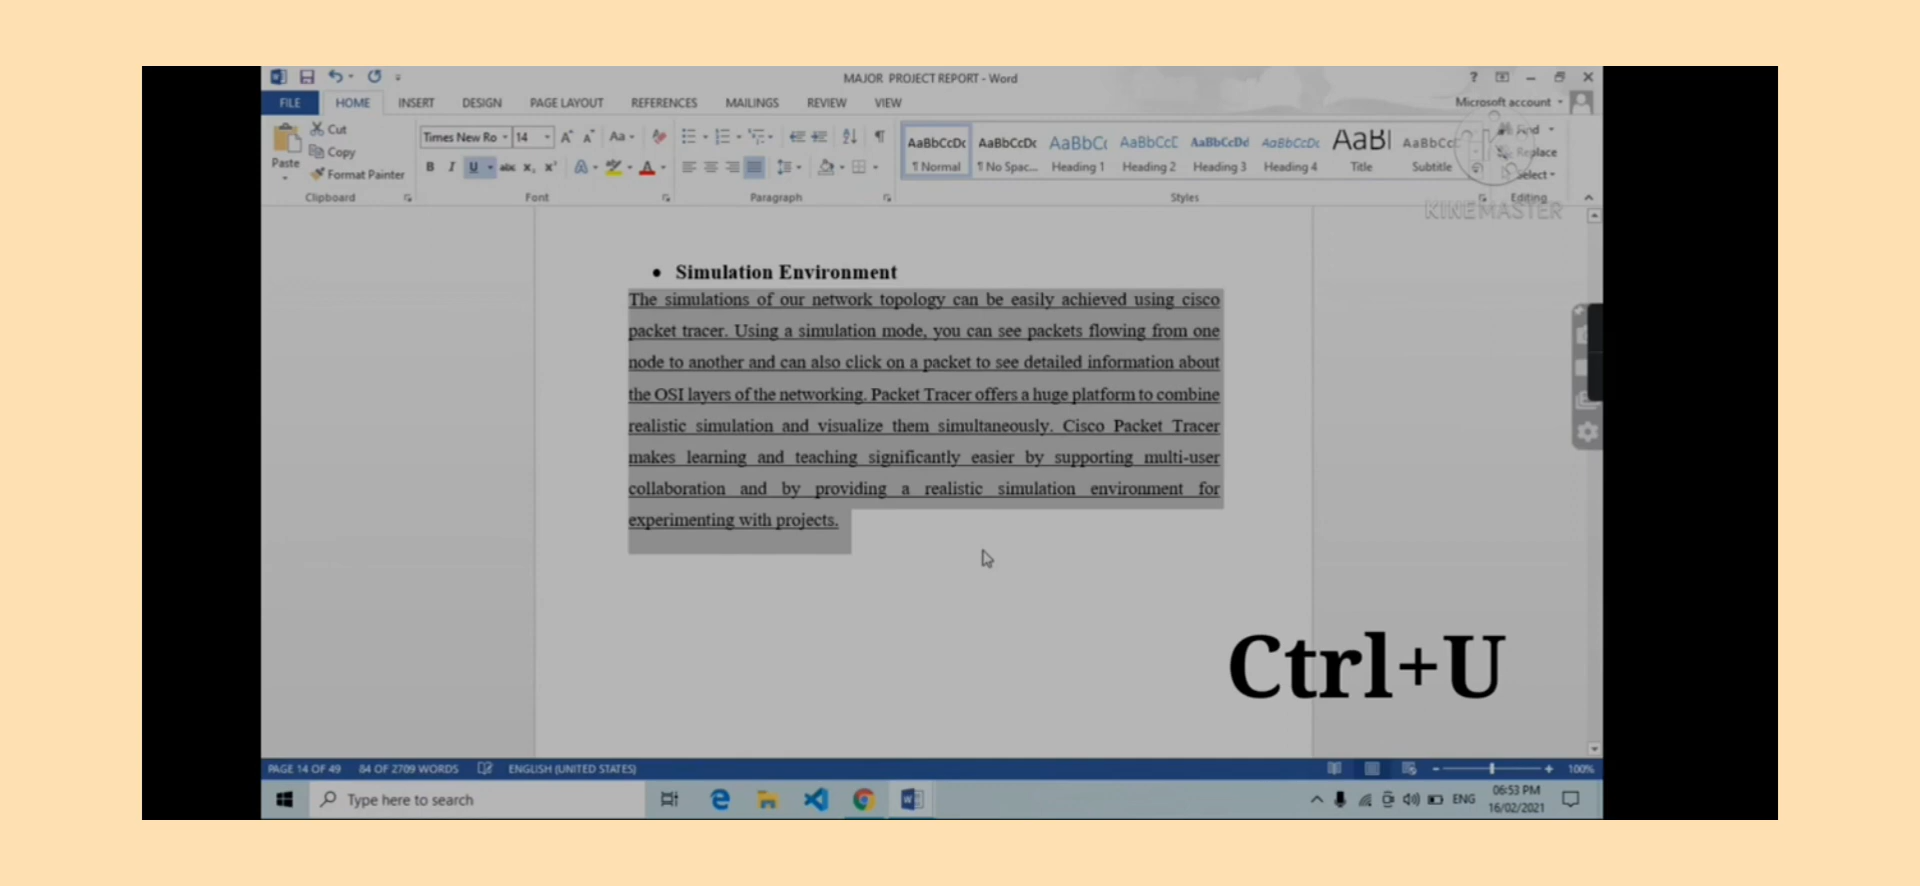 MAJOR PROJECT REPORT - Word
?
FILE HOME INSERT DESIGN PAGE LAYOUT REFERENCES MAILINGS REVIEW VIEW
Microsoft account
Cut
Copy
Format Painter
Paste
Clipboard
Times New Ro 14
Aa
B I U abc x, x²
Font
Paragraph
AaBbCcDc AaBbCcDc AaBbC( AaBbCcE AaBbCcDd AaBbCcDc AaB AaBbCc
¶ Normal ¶ No Spac... Heading 1 Heading 2 Heading 3 Heading 4 Title Subtitle
Styles
Find
Replace
Select
Editing
KINEMASTER
• Simulation Environment
The simulations of our network topology can be easily achieved using cisco
packet tracer. Using a simulation mode, you can see packets flowing from one
node to another and can also click on a packet to see detailed information about
the OSI layers of the networking. Packet Tracer offers a huge platform to combine
realistic simulation and visualize them simultaneously. Cisco Packet Tracer
makes learning and teaching significantly easier by supporting multi-user
collaboration and by providing a realistic simulation environment for
experimenting with projects.
Ctrl+U
PAGE 14 OF 49 84 OF 2709 WORDS ENGLISH (UNITED STATES)
100%
Type here to search
ENG
06:53 PM
16/02/2021